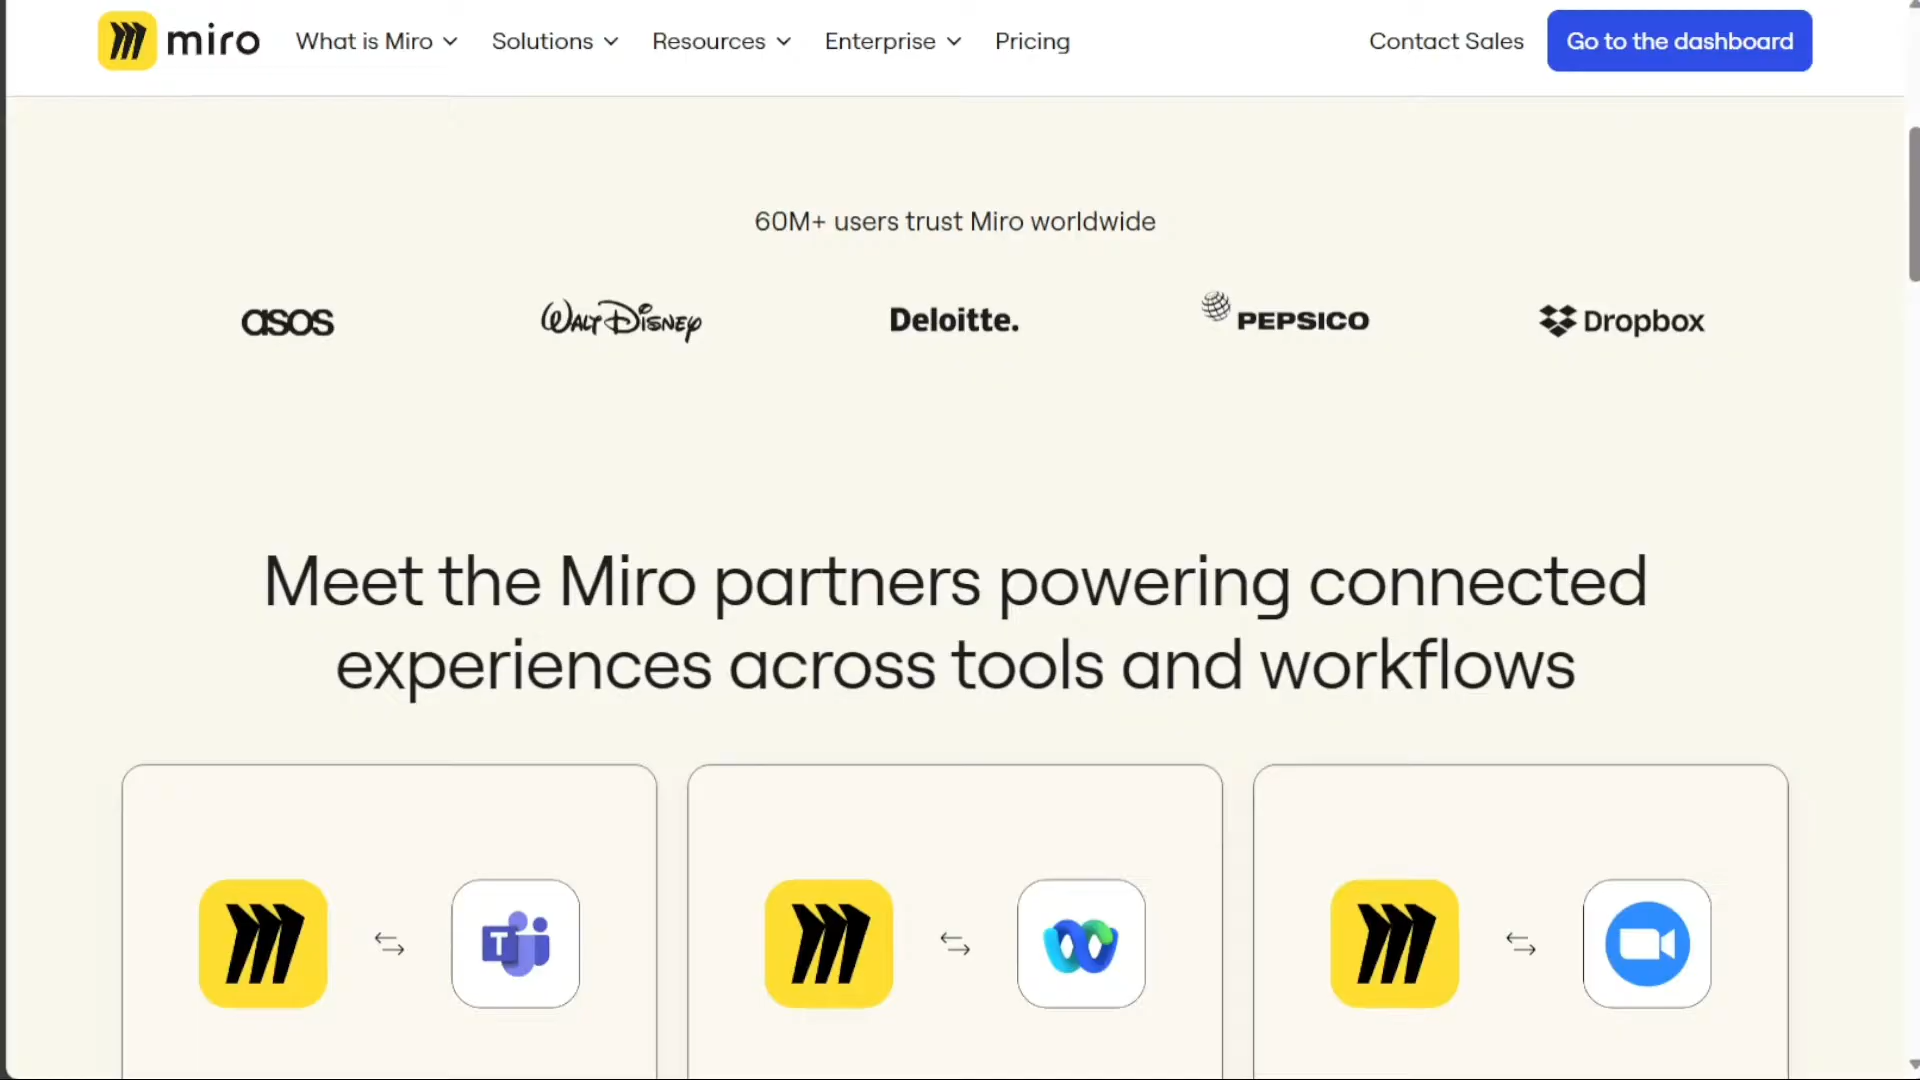 miro What is Miro Solutions Resources Enterprise Pricing Contact Sales Go to the dashboard
60M+ users trust Miro worldwide
asos Walt Disney Deloitte. PEPSICO Dropbox
Meet the Miro partners powering connected
experiences across tools and workflows
T